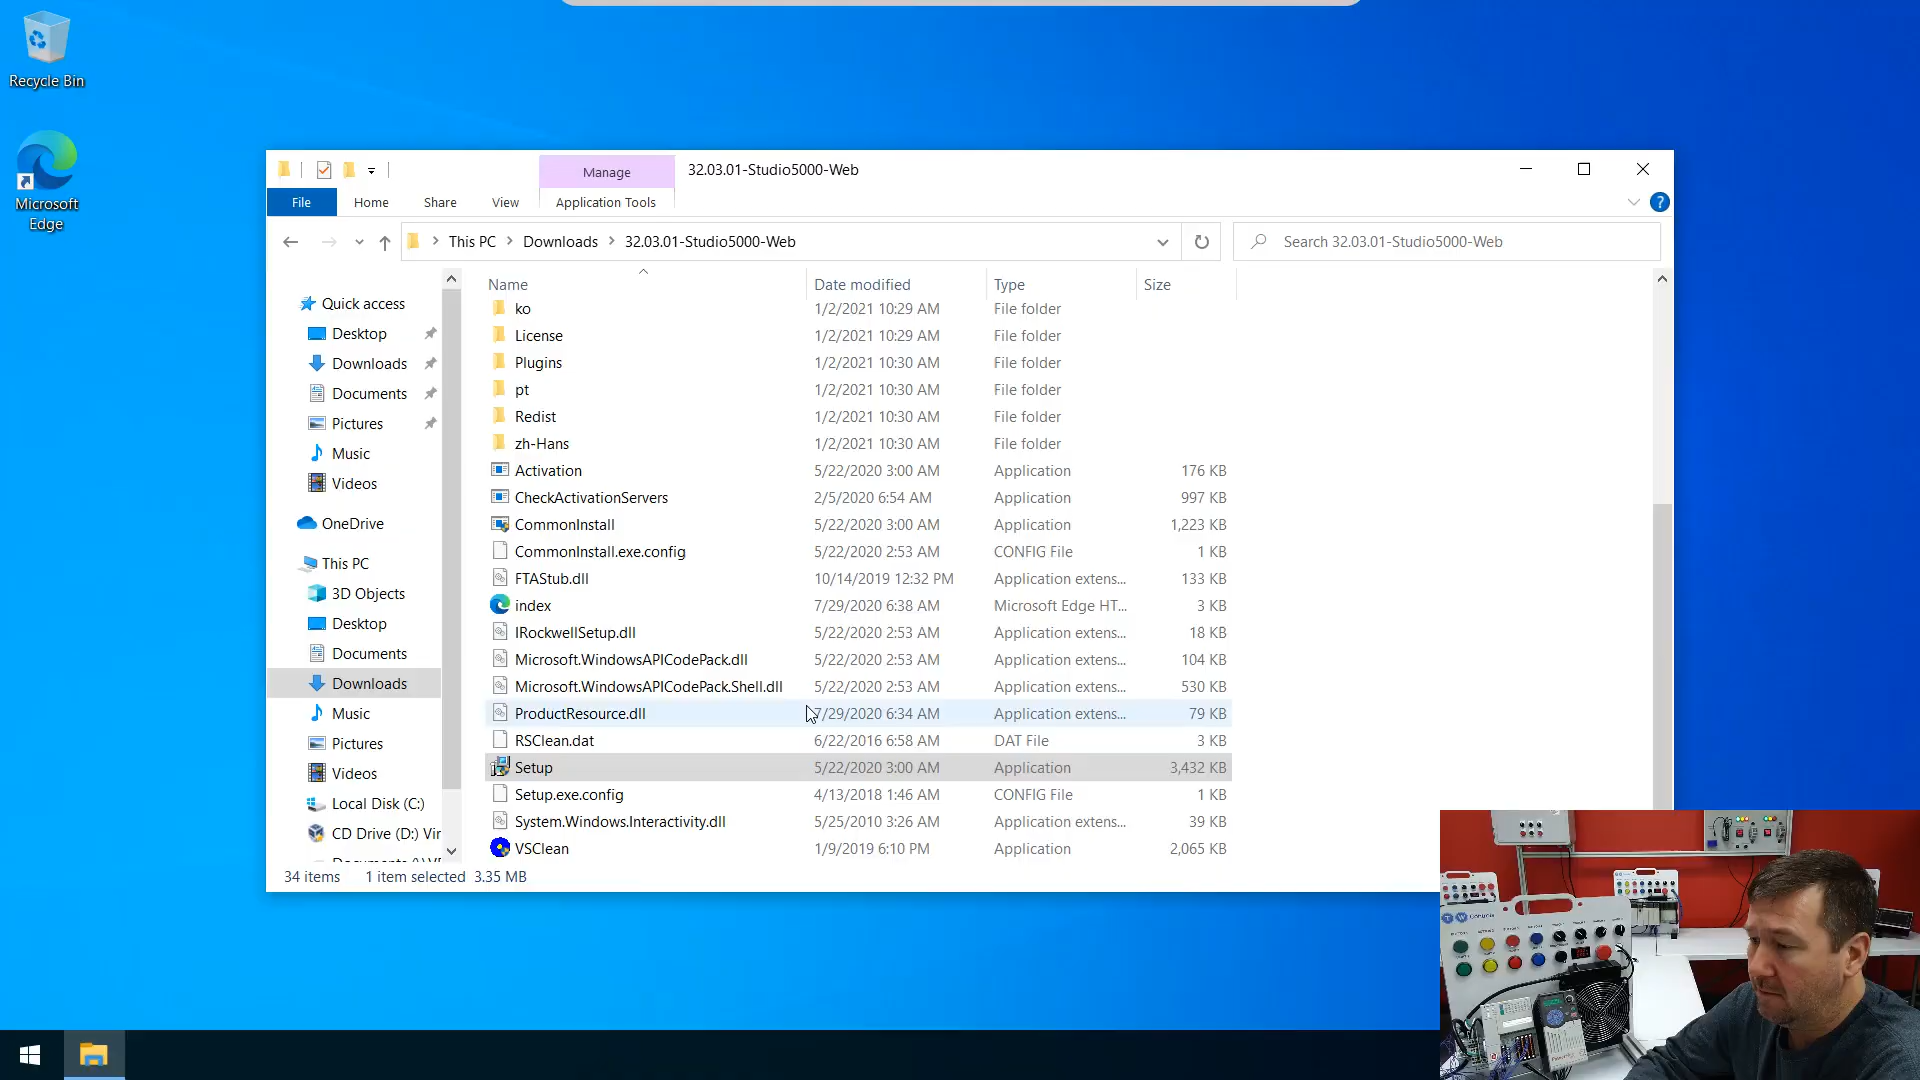 Recycle Bin
Microsoft
Edge
Manage
32.03.01-Studio5000-Web
File
Home
Share
View
Application Tools
?
This PC
Downloads
32.03.01-Studio5000-Web
Search 32.03.01-Studio5000-Web
Quick access
Desktop
Downloads
Documents
Pictures
Music
Videos
OneDrive
This PC
3D Objects
Desktop
Documents
Downloads
Music
Pictures
Videos
Local Disk (C:)
CD Drive (D:) Vir
Name Date modified Type Size
ko 1/2/2021 10:29 AM File folder
License 1/2/2021 10:29 AM File folder
Plugins 1/2/2021 10:30 AM File folder
pt 1/2/2021 10:30 AM File folder
Redist 1/2/2021 10:30 AM File folder
zh-Hans 1/2/2021 10:30 AM File folder
Activation 5/22/2020 3:00 AM Application 176 KB
CheckActivationServers 2/5/2020 6:54 AM Application 997 KB
CommonInstall 5/22/2020 3:00 AM Application 1,223 KB
CommonInstall.exe.config 5/22/2020 2:53 AM CONFIG File 1 KB
FTAStub.dll 10/14/2019 12:32 PM Application extens... 133 KB
index 7/29/2020 6:38 AM Microsoft Edge HT... 3 KB
IRockwellSetup.dll 5/22/2020 2:53 AM Application extens... 18 KB
Microsoft.WindowsAPICodePack.dll 5/22/2020 2:53 AM Application extens... 104 KB
Microsoft.WindowsAPICodePack.Shell.dll 5/22/2020 2:53 AM Application extens... 530 KB
ProductResource.dll 7/29/2020 6:34 AM Application extens... 79 KB
RSClean.dat 6/22/2016 6:58 AM DAT File 3 KB
Setup 5/22/2020 3:00 AM Application 3,432 KB
Setup.exe.config 4/13/2018 1:46 AM CONFIG File 1 KB
System.Windows.Interactivity.dll 5/25/2010 3:26 AM Application extens... 39 KB
VSClean 1/9/2019 6:10 PM Application 2,065 KB
34 items 1 item selected 3.35 MB